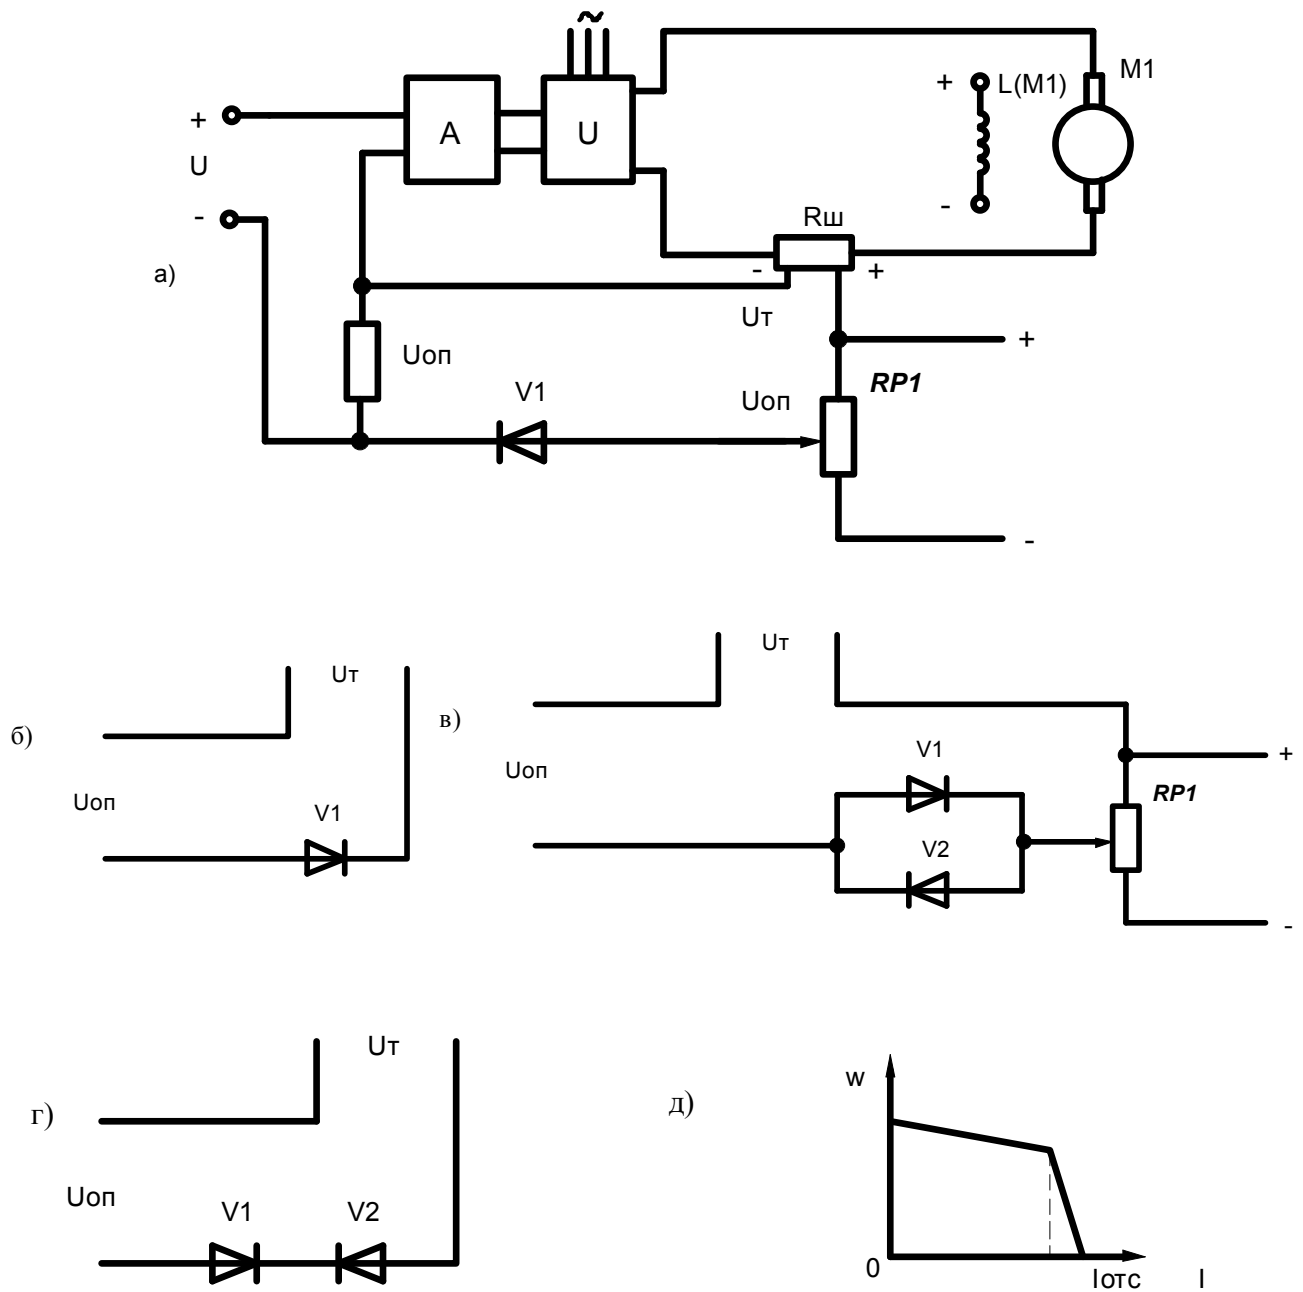 ~
A
U
+
U
-
+
L(M1)
-
M1
Rш
-
+
Uт
а)
Uоп
V1
Uоп
RP1
+
-
б)
Uт
Uоп
V1
в)
Uт
Uоп
V1
V2
RP1
+
-
г)
Uт
Uоп
V1
V2
д)
w
0
Iотс
I